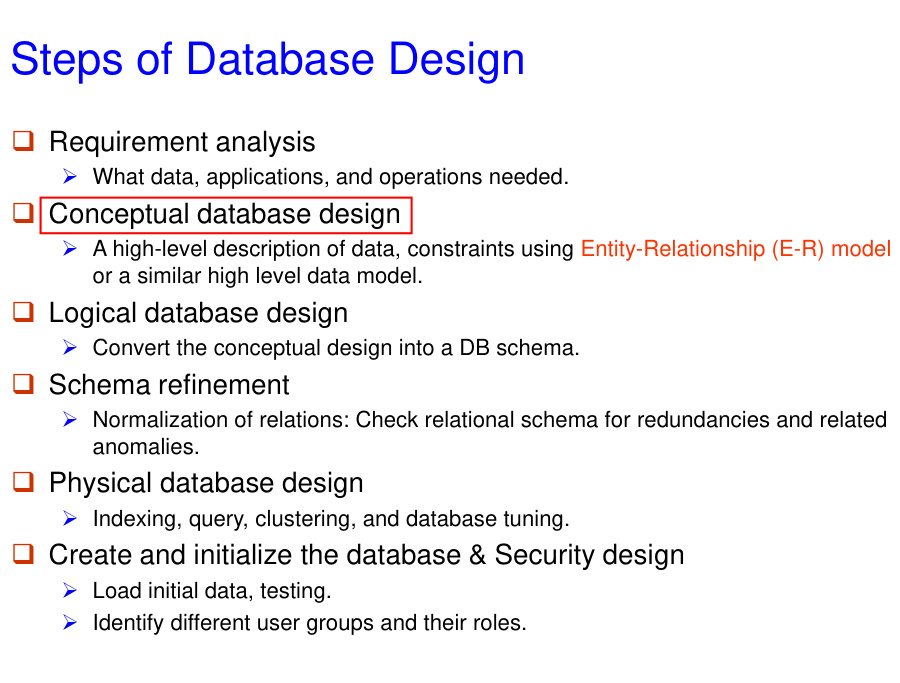 Steps of Database Design
❑ Requirement analysis
➢ What data, applications, and operations needed.
❑ Conceptual database design
➢ A high-level description of data, constraints using Entity-Relationship (E-R) model
or a similar high level data model.
❑ Logical database design
➢ Convert the conceptual design into a DB schema.
❑ Schema refinement
➢ Normalization of relations: Check relational schema for redundancies and related
anomalies.
❑ Physical database design
➢ Indexing, query, clustering, and database tuning.
❑ Create and initialize the database & Security design
➢ Load initial data, testing.
➢ Identify different user groups and their roles.